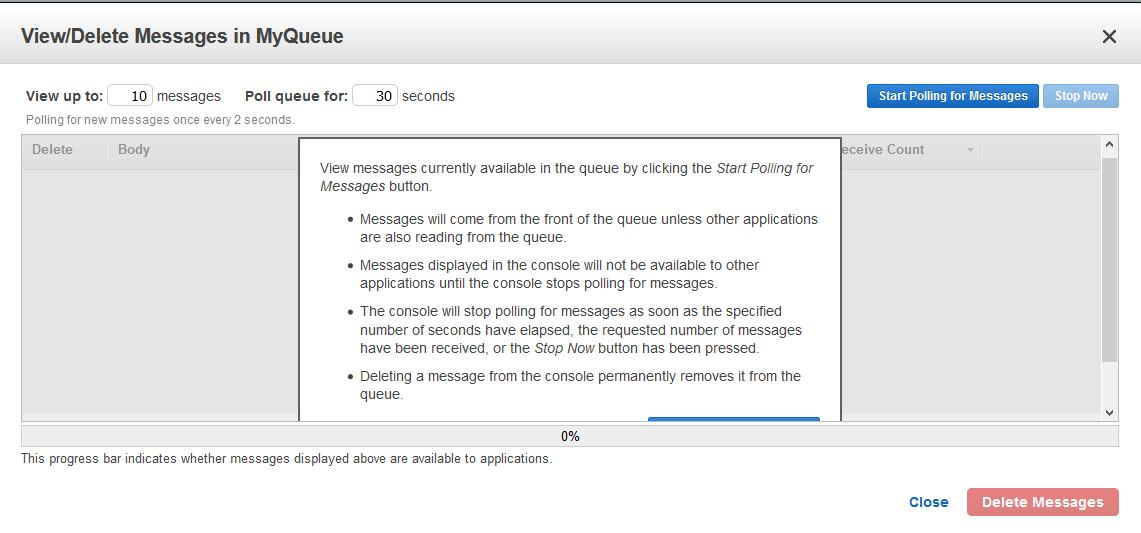 View/Delete Messages in MyQueue
View up to: 10 messages Poll queue for: 30 seconds Start Polling for Messages Stop Now
Polling for new messages once every 2 seconds.
Delete Body eceive Count
View messages currently available in the queue by clicking the Start Polling for
Messages button.
• Messages will come from the front of the queue unless other applications
are also reading from the queue.
• Messages displayed in the console will not be available to other
applications until the console stops polling for messages.
• The console will stop polling for messages as soon as the specified
number of seconds have elapsed, the requested number of messages
have been received, or the Stop Now button has been pressed.
• Deleting a message from the console permanently removes it from the
queue.
0%
This progress bar indicates whether messages displayed above are available to applications.
Close Delete Messages